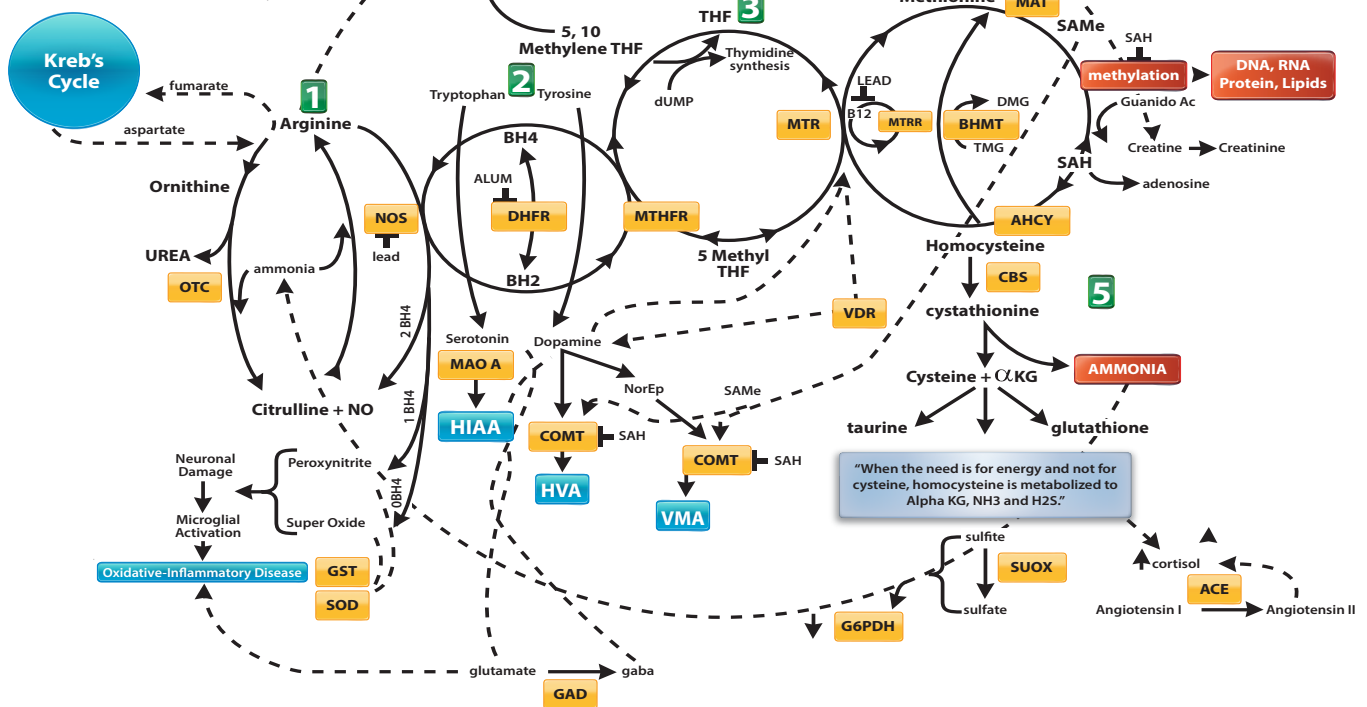 Methionine
MAT
SAMe
THF
3
5, 10
Methylene THF
Thymidine
synthesis
dUMP
SAH
methylation
DNA, RNA
Protein, Lipids
Kreb's
Cycle
fumarate
aspartate
1
Arginine
2
Tryptophan
Tyrosine
BH4
ALUM
DHFR
BH2
MTHFR
MTR
LEAD
B12
MTRR
DMG
BHMT
TMG
Guanido Ac
Creatine
Creatinine
SAH
adenosine
AHCY
Ornithine
UREA
OTC
ammonia
NOS
lead
5 Methyl
THF
Homocysteine
CBS
5
cystathionine
VDR
2 BH4
1 BH4
0BH4
Serotonin
MAO A
HIAA
Dopamine
NorEp
SAMe
COMT
SAH
HVA
COMT
SAH
VMA
Cysteine + αKG
AMMONIA
taurine
glutathione
Citrulline + NO
Neuronal
Damage
Peroxynitrite
Microglial
Activation
Super Oxide
Oxidative-Inflammatory Disease
GST
SOD
"When the need is for energy and not for
cysteine, homocysteine is metabolized to
Alpha KG, NH3 and H2S."
sulfite
SUOX
sulfate
G6PDH
cortisol
ACE
Angiotensin I
Angiotensin II
glutamate
gaba
GAD